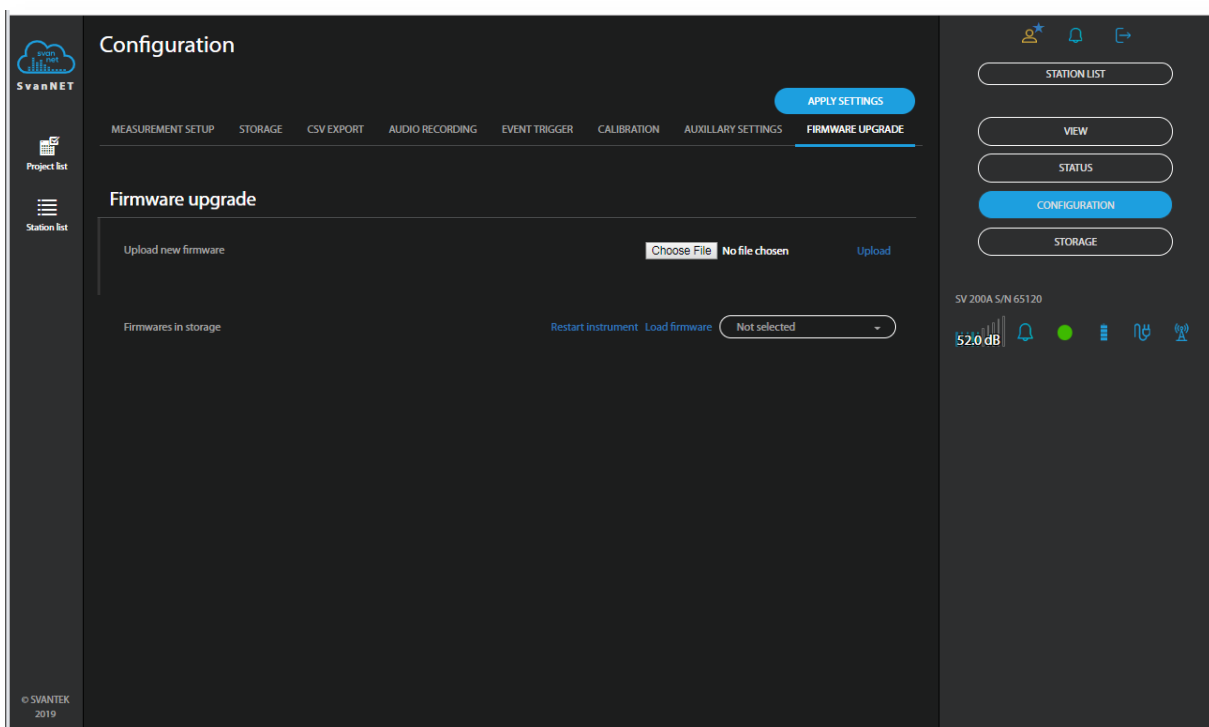 svan
net
SvanNET
Project list
Station list
© SVANTEK
2019
Configuration
APPLY SETTINGS
MEASUREMENT SETUP STORAGE CSV EXPORT AUDIO RECORDING EVENT TRIGGER CALIBRATION AUXILLARY SETTINGS FIRMWARE UPGRADE
Firmware upgrade
Upload new firmware Choose File No file chosen Upload
Firmwares in storage Restart instrument Load firmware Not selected
STATION LIST
VIEW
STATUS
CONFIGURATION
STORAGE
SV 200A S/N 65120
52.0 dB